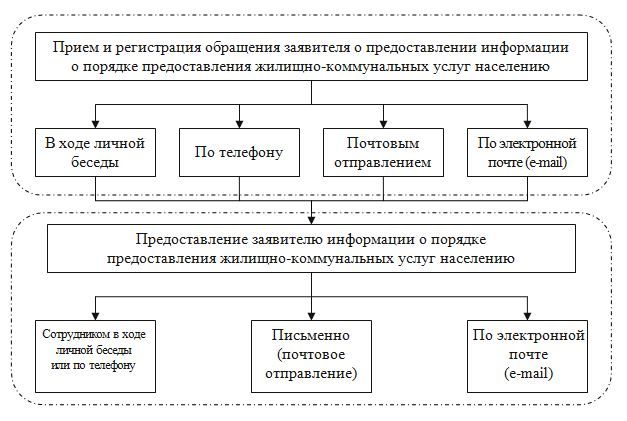 Прием и регистрация обращения заявителя о предоставлении информации
о порядке предоставления жилищно-коммунальных услуг населению
В ходе личной
беседы
По телефону
Почтовым
отправлением
По электронной
почте (e-mail)
Предоставление заявителю информации о порядке
предоставления жилищно-коммунальных услуг населению
Сотрудником в ходе
личной беседы
или по телефону
Письменно
(почтовое
отправление)
По электронной
почте
(e-mail)